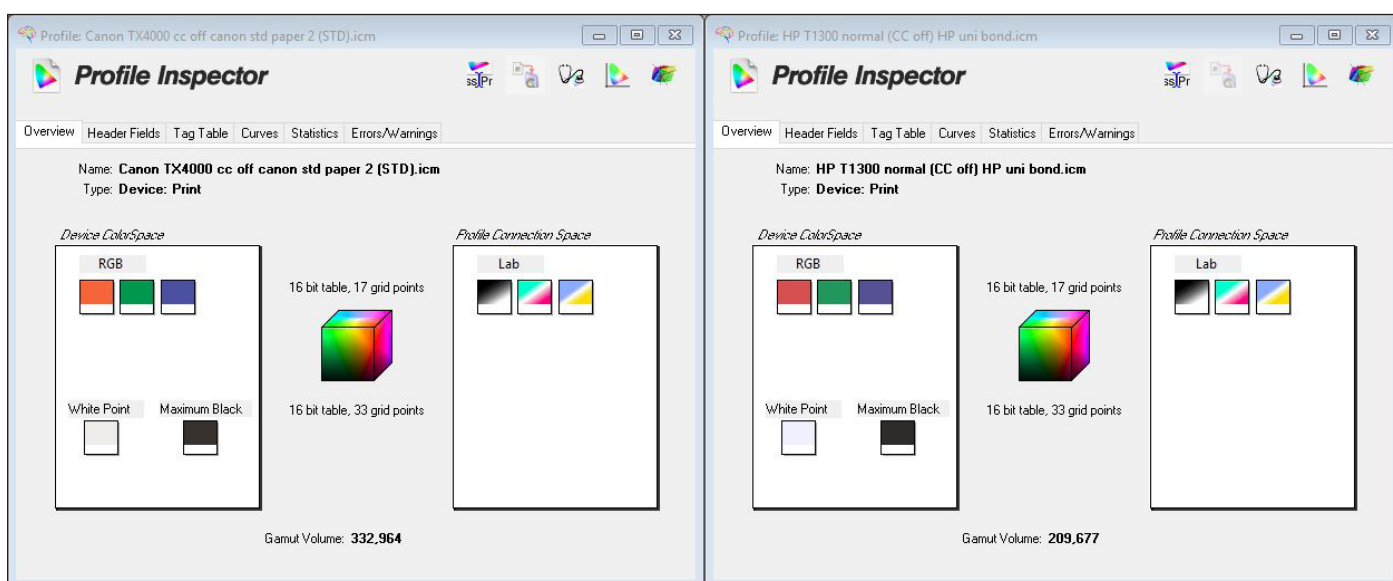 Profile: Canon TX4000 cc off canon std paper 2 (STD).icm
Profile Inspector
Overview Header Fields Tag Table Curves Statistics Errors/Warnings
Name: Canon TX4000 cc off canon std paper 2 (STD).icm
Type: Device: Print
Device ColorSpace
Profile Connection Space
RGB
Lab
16 bit table, 17 grid points
White Point
Maximum Black
16 bit table, 33 grid points
Gamut Volume: 332,964
Profile: HP T1300 normal (CC off) HP uni bond.icm
Profile Inspector
Overview Header Fields Tag Table Curves Statistics Errors/Warnings
Name: HP T1300 normal (CC off) HP uni bond.icm
Type: Device: Print
Device ColorSpace
Profile Connection Space
RGB
Lab
16 bit table, 17 grid points
White Point
Maximum Black
16 bit table, 33 grid points
Gamut Volume: 209,677